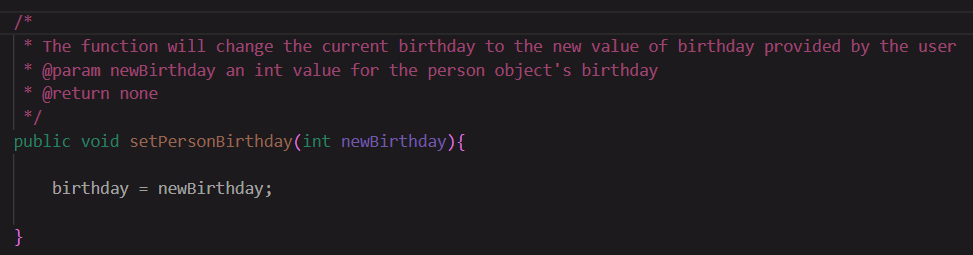 /*
* The function will change the current birthday to the new value of birthday provided by the user
* @param newBirthday an int value for the person object's birthday
* @return none
*/
public void setPersonBirthday(int newBirthday){
birthday = newBirthday;
}